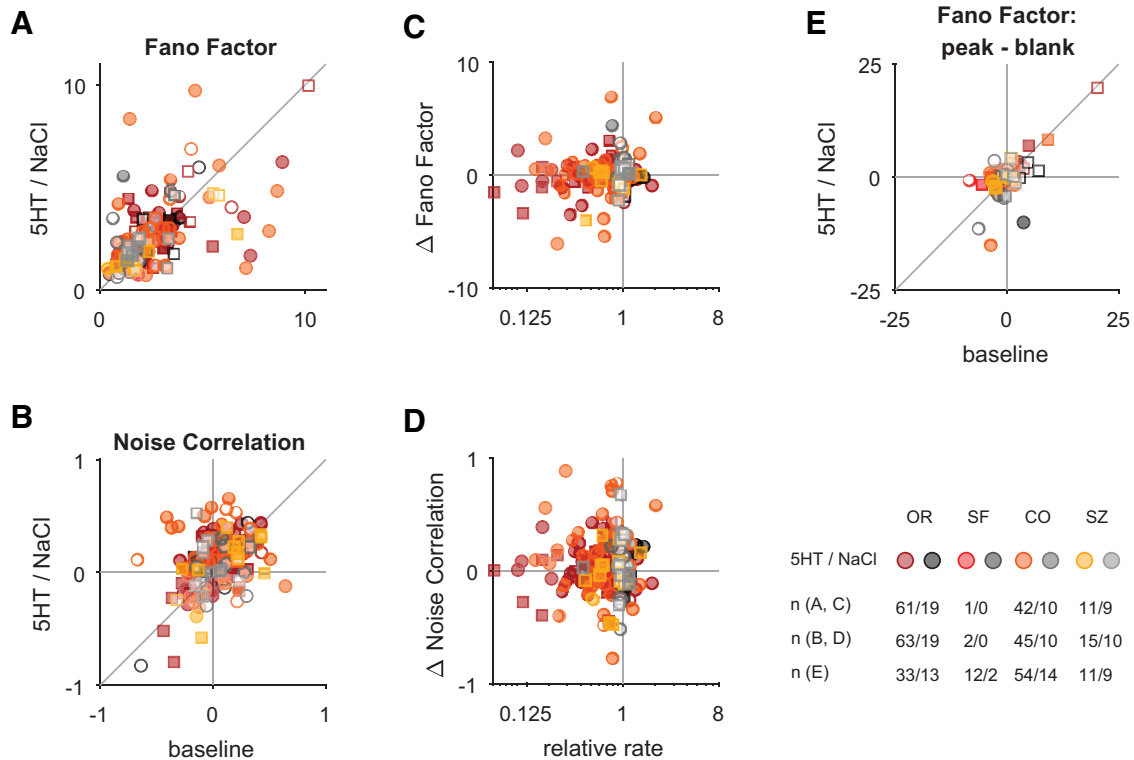 A
Fano Factor
5HT / NaCl
10
0
0
10
B
Noise Correlation
5HT / NaCl
1
0
-1
-1
0
1
baseline
C
Δ Fano Factor
10
0
-10
0.125
1
8
D
Δ Noise Correlation
1
0
-1
0.125
1
8
relative rate
E
Fano Factor:
peak - blank
5HT / NaCl
25
0
-25
-25
0
25
baseline
OR SF CO SZ
5HT / NaCl
n (A, C) 61/19 1/0 42/10 11/9
n (B, D) 63/19 2/0 45/10 15/10
n (E) 33/13 12/2 54/14 11/9